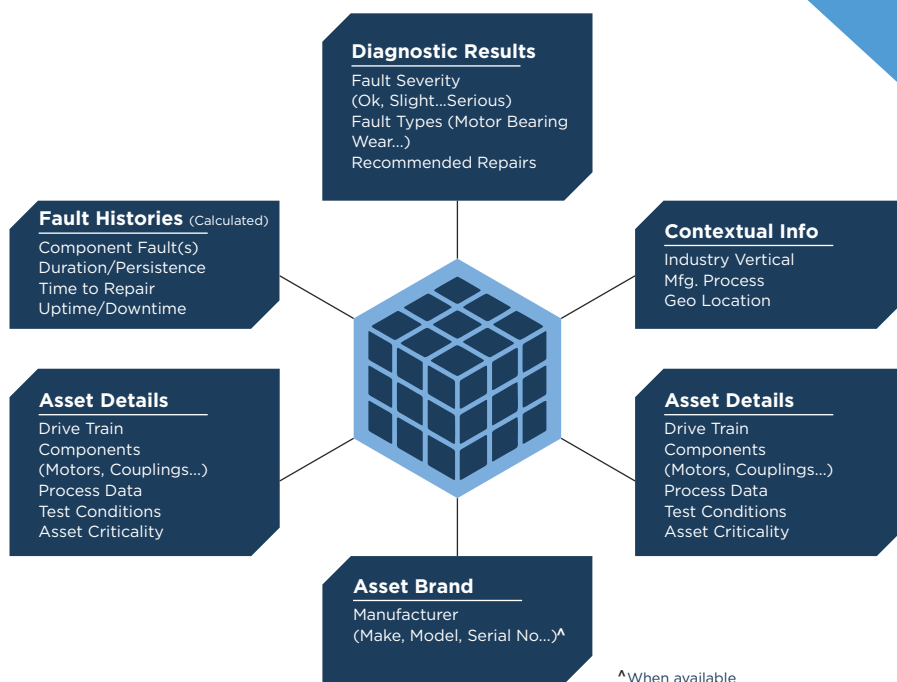 Diagnostic Results
Fault Severity
(Ok, Slight...Serious)
Fault Types (Motor Bearing
Wear...)
Recommended Repairs
Fault Histories (Calculated)
Component Fault(s)
Duration/Persistence
Time to Repair
Uptime/Downtime
Contextual Info
Industry Vertical
Mfg. Process
Geo Location
Asset Details
Drive Train
Components
(Motors, Couplings...)
Process Data
Test Conditions
Asset Criticality
Asset Details
Drive Train
Components
(Motors, Couplings...)
Process Data
Test Conditions
Asset Criticality
Asset Brand
Manufacturer
(Make, Model, Serial No...)^
^When available